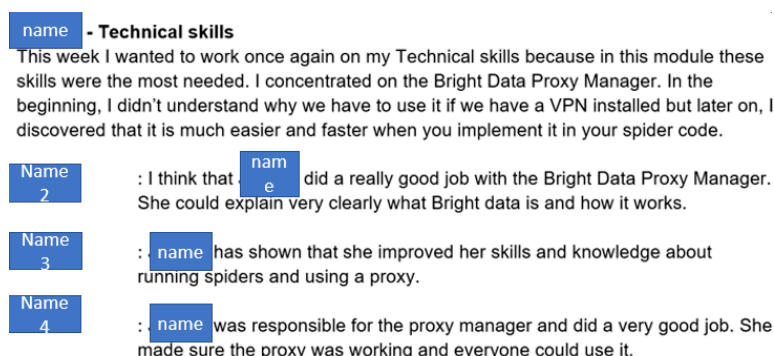 name - Technical skills
This week I wanted to work once again on my Technical skills because in this module these
skills were the most needed. I concentrated on the Bright Data Proxy Manager. In the
beginning, I didn't understand why we have to use it if we have a VPN installed but later on, I
discovered that it is much easier and faster when you implement it in your spider code.
Name
2
: I think that
nam
e
did a really good job with the Bright Data Proxy Manager.
She could explain very clearly what Bright data is and how it works.
Name
3
: name has shown that she improved her skills and knowledge about
running spiders and using a proxy.
Name
4
: name was responsible for the proxy manager and did a very good job. She
made sure the proxy was working and everyone could use it.